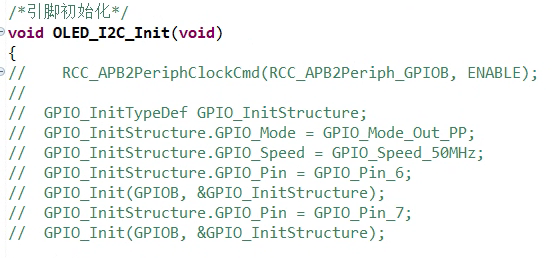 /*引脚初始化*/
void OLED_I2C_Init(void)
{
//    RCC_APB2PeriphClockCmd(RCC_APB2Periph_GPIOB, ENABLE);
//
//  GPIO_InitTypeDef GPIO_InitStructure;
//  GPIO_InitStructure.GPIO_Mode = GPIO_Mode_Out_PP;
//  GPIO_InitStructure.GPIO_Speed = GPIO_Speed_50MHz;
//  GPIO_InitStructure.GPIO_Pin = GPIO_Pin_6;
//  GPIO_Init(GPIOB, &GPIO_InitStructure);
//  GPIO_InitStructure.GPIO_Pin = GPIO_Pin_7;
//  GPIO_Init(GPIOB, &GPIO_InitStructure);